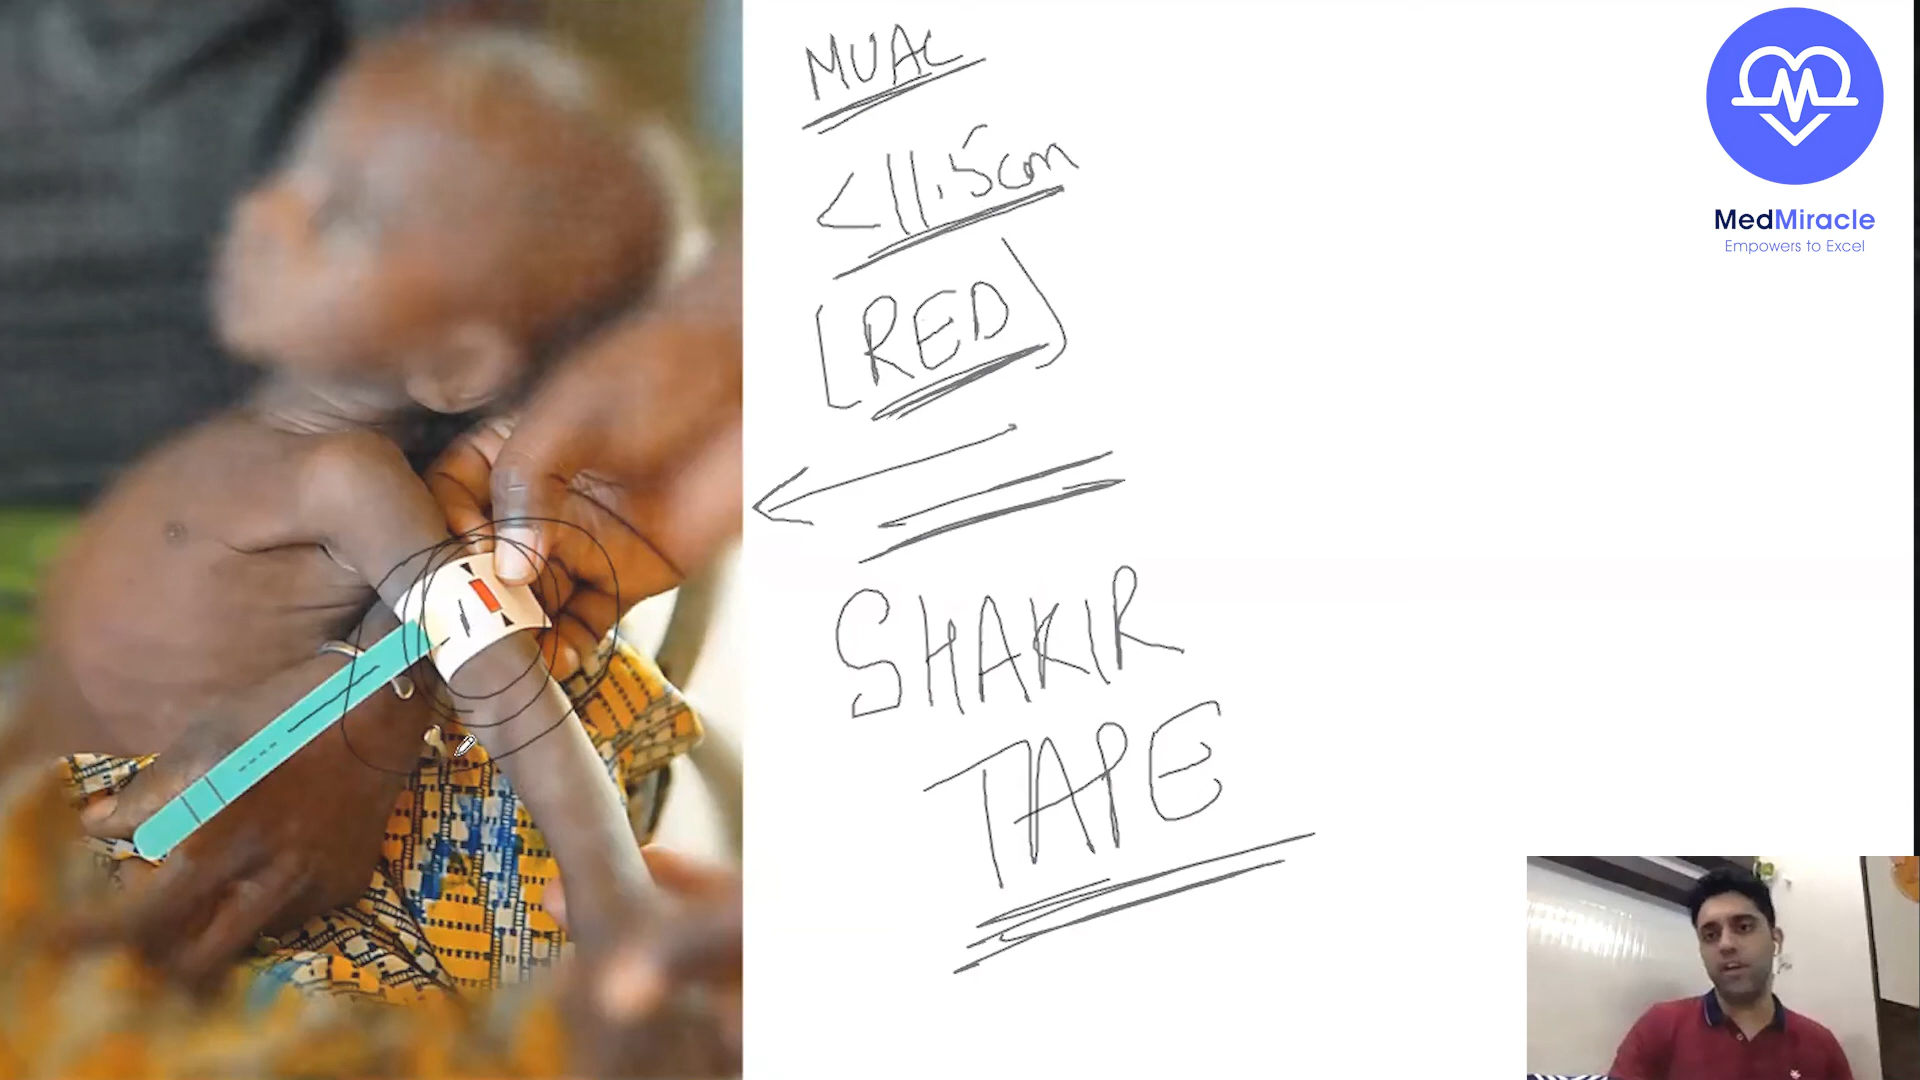 MUAC
<11.5cm
[RED]
SHAKIR
TAPE
MedMiracle
Empowers to Excel